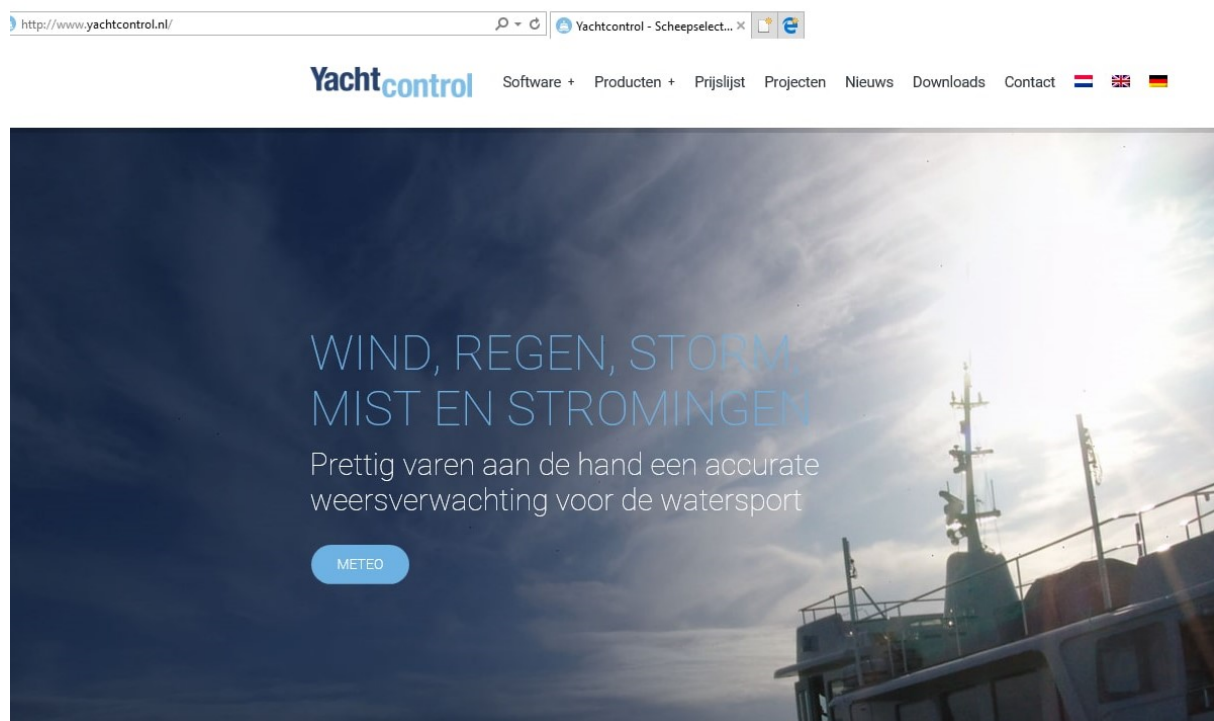 http://www.yachtcontrol.nl/
Yachtcontrol - Scheepselect...
Yachtcontrol Software + Producten + Prijslijst Projecten Nieuws Downloads Contact
WIND, REGEN, STORM,
MIST EN STROMINGEN
Prettig varen aan de hand een accurate
weersverwachting voor de watersport
METEO